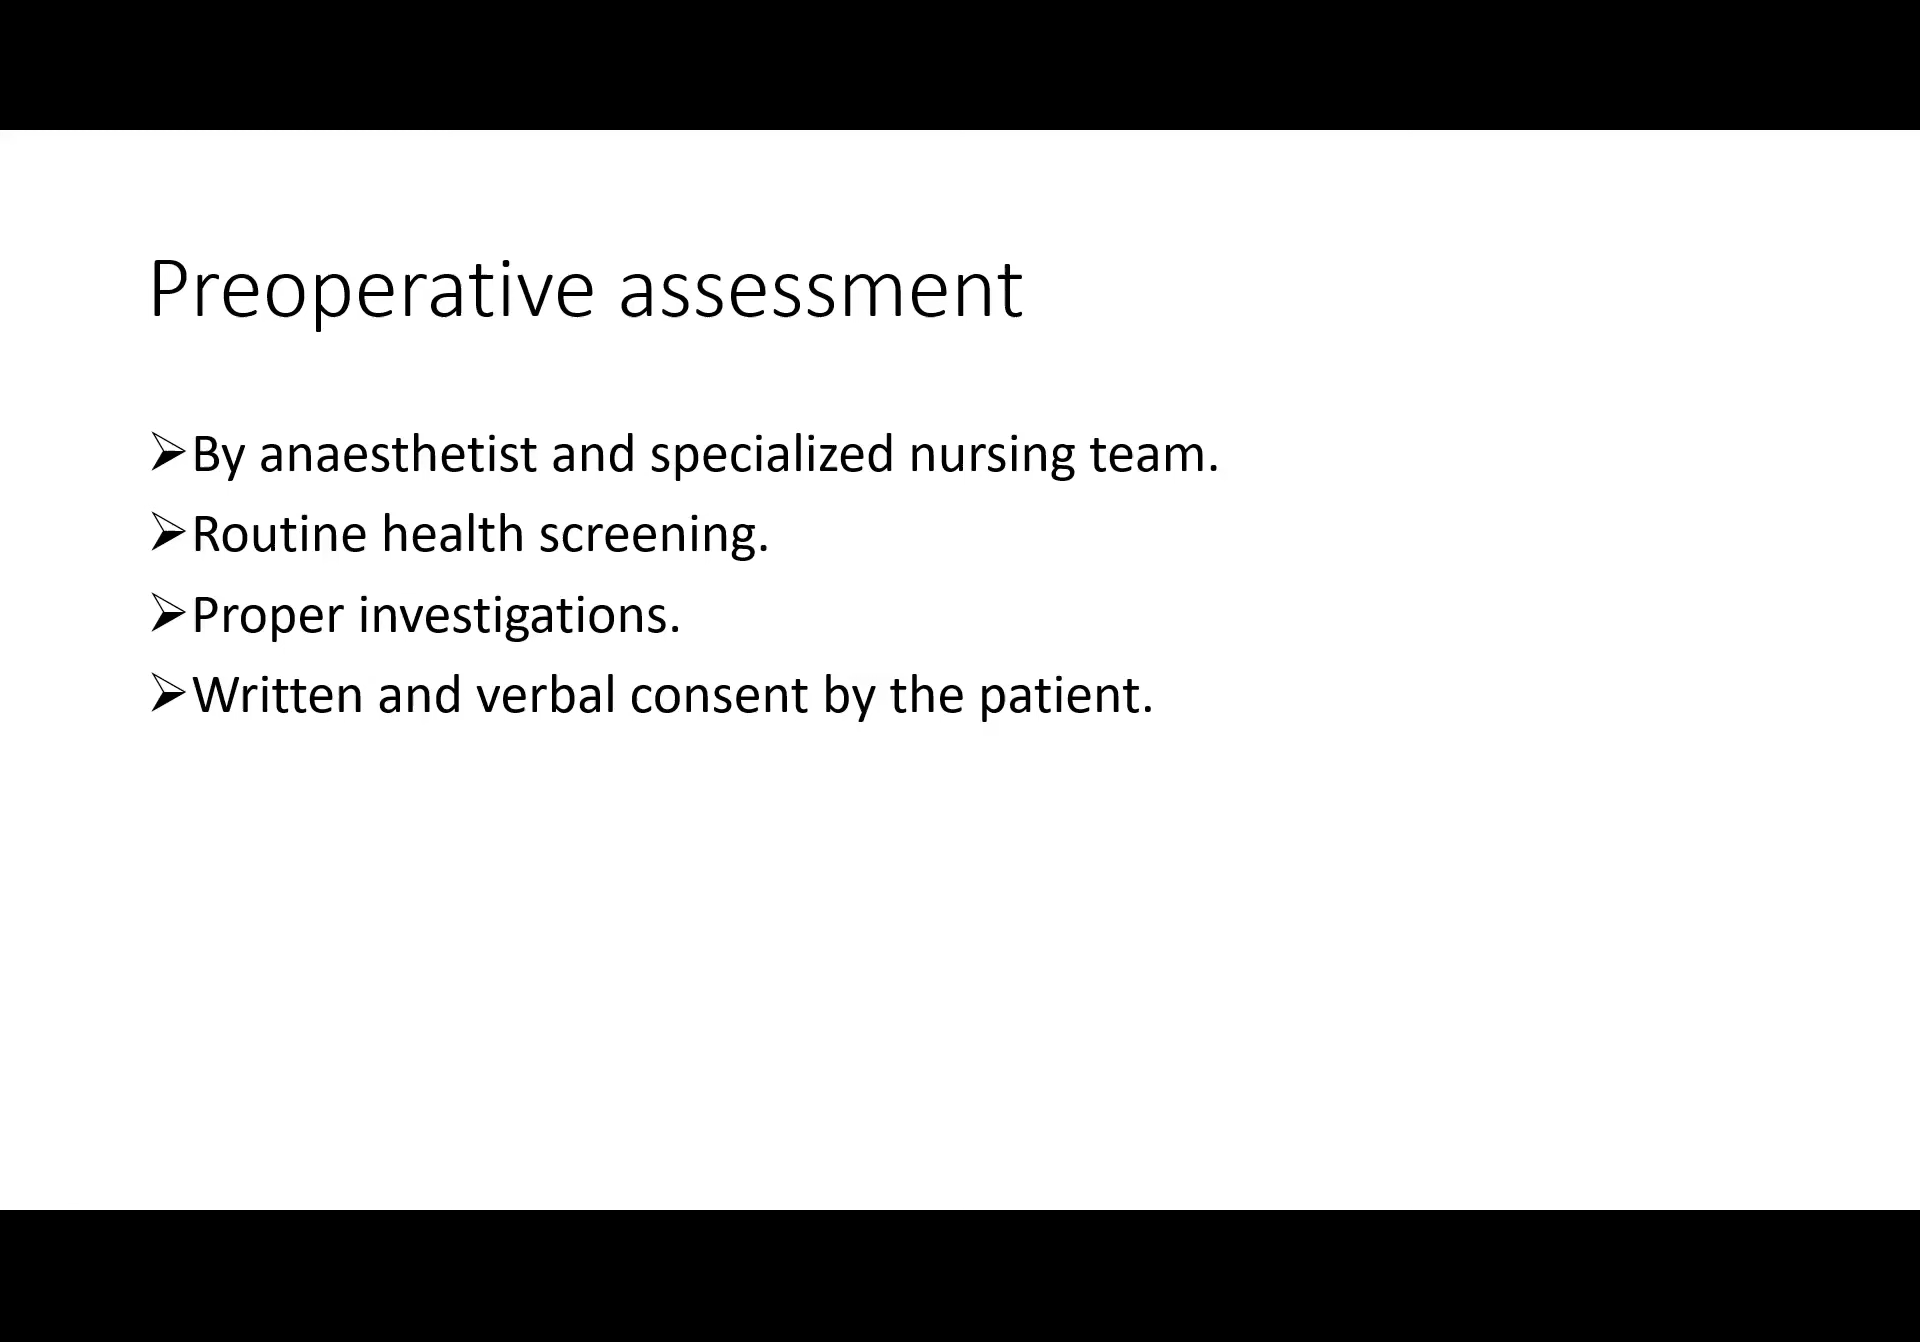 Preoperative assessment
➢By anaesthetist and specialized nursing team.
➢Routine health screening.
➢Proper investigations.
➢Written and verbal consent by the patient.